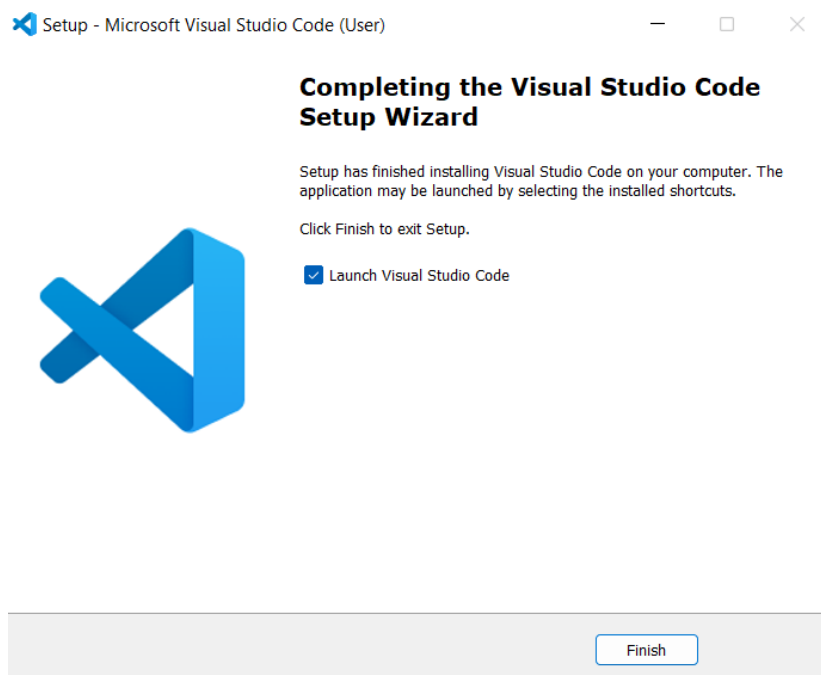 Setup - Microsoft Visual Studio Code (User)
Completing the Visual Studio Code
Setup Wizard
Setup has finished installing Visual Studio Code on your computer. The
application may be launched by selecting the installed shortcuts.
Click Finish to exit Setup.
Launch Visual Studio Code
Finish